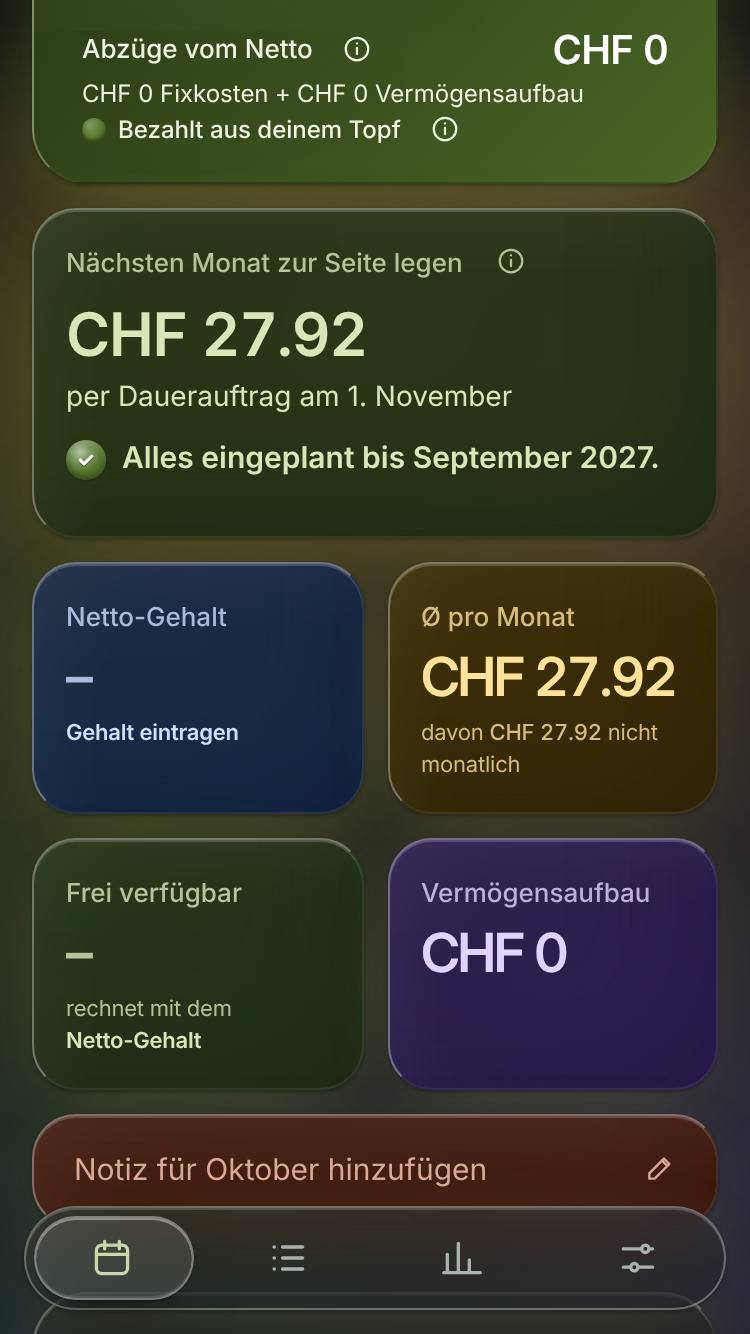 Abzüge vom Netto CHF 0
CHF 0 Fixkosten + CHF 0 Vermögensaufbau
Bezahlt aus deinem Topf
Nächsten Monat zur Seite legen
CHF 27.92
per Dauerauftrag am 1. November
Alles eingeplant bis September 2027.
Netto-Gehalt
–
Gehalt eintragen
Ø pro Monat
CHF 27.92
davon CHF 27.92 nicht
monatlich
Frei verfügbar
–
rechnet mit dem
Netto-Gehalt
Vermögensaufbau
CHF 0
Notiz für Oktober hinzufügen